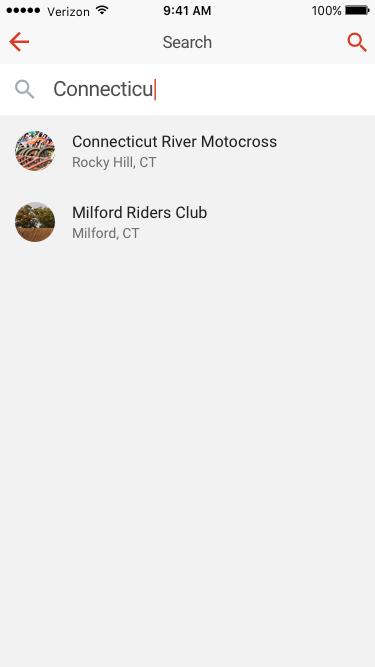 Verizon 9:41 AM 100%
Search
Connecticu
Connecticut River Motocross
Rocky Hill, CT
Milford Riders Club
Milford, CT